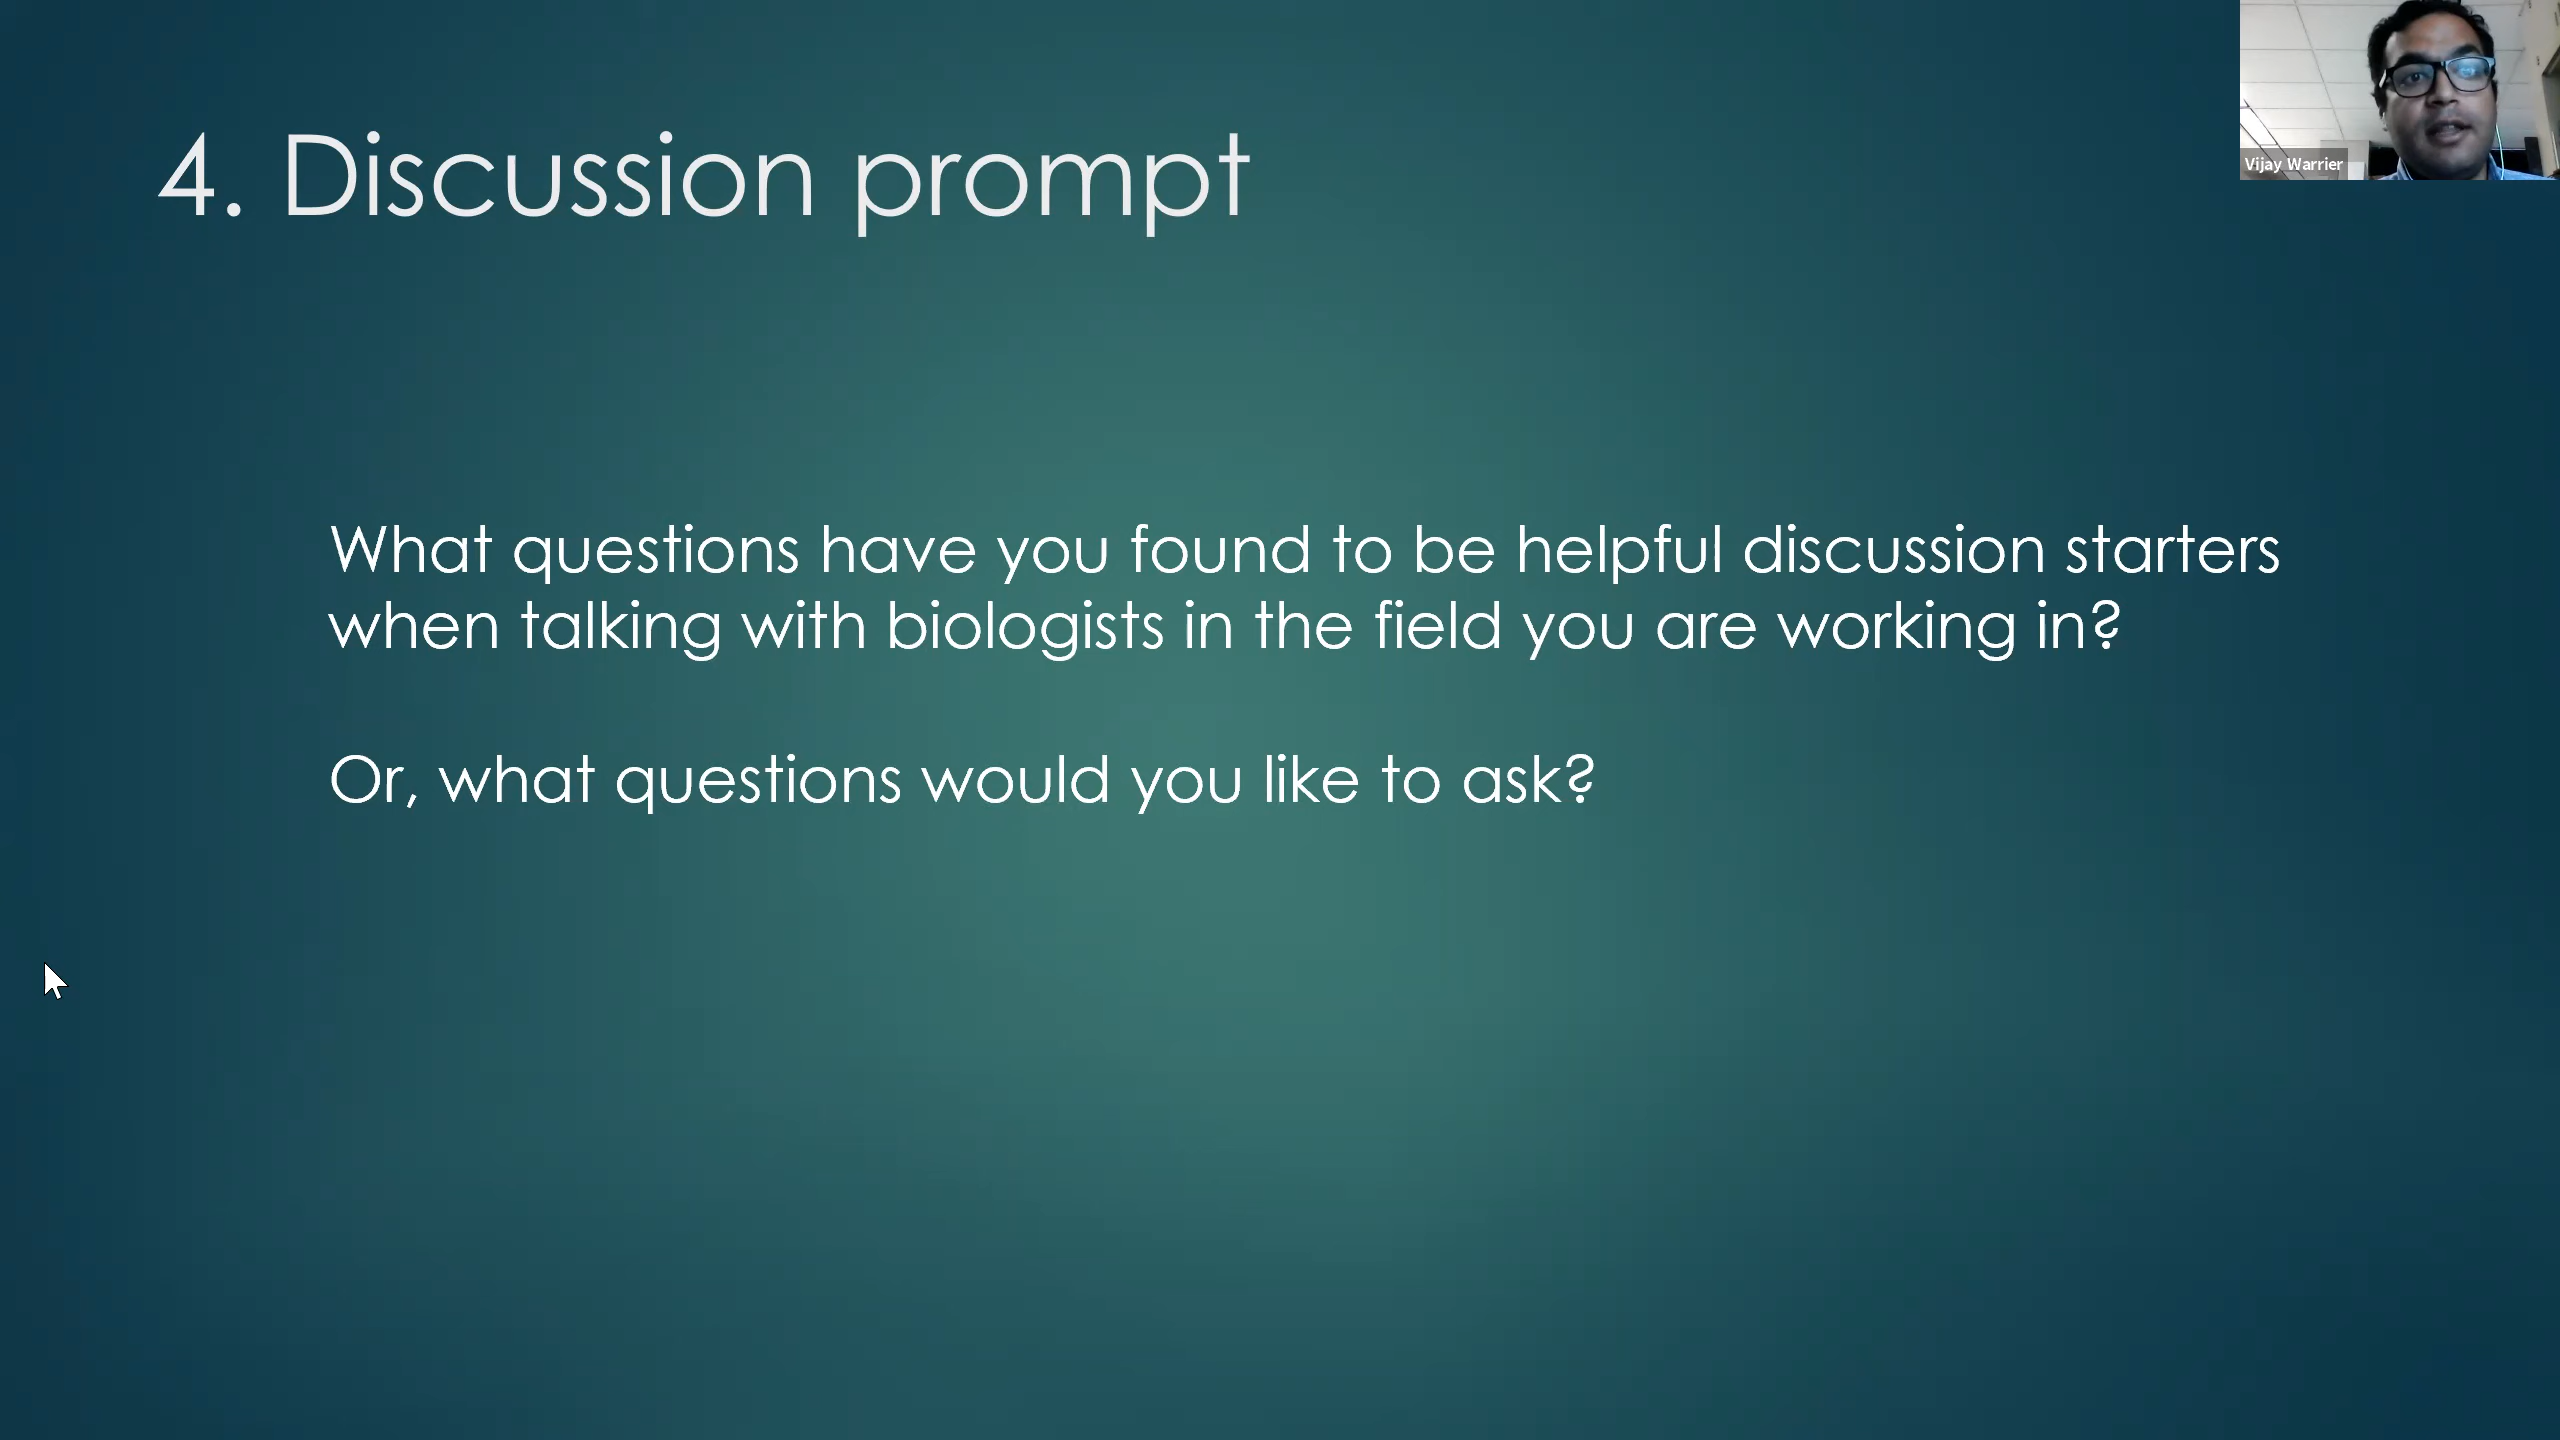 4. Discussion prompt
Vijay Warrier
What questions have you found to be helpful discussion starters
when talking with biologists in the field you are working in?
Or, what questions would you like to ask?